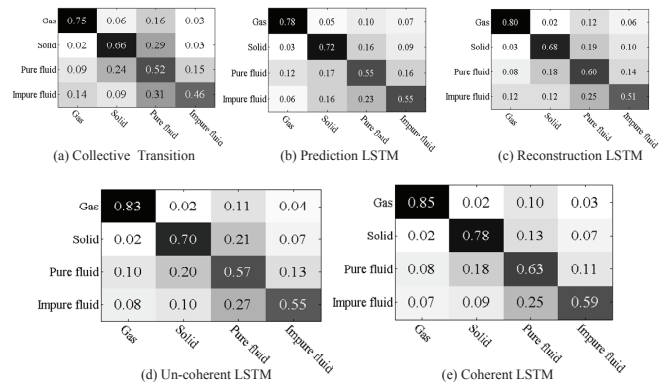 Gas 0.75 0.06 0.16 0.03
Solid 0.02 0.66 0.29 0.03
Pure fluid 0.09 0.24 0.52 0.15
Impure fluid 0.14 0.09 0.31 0.46
Gas Solid Pure fluid Impure fluid
(a) Collective Transition
Gas 0.78 0.05 0.10 0.07
Solid 0.03 0.72 0.16 0.09
Pure fluid 0.12 0.17 0.55 0.16
Impure fluid 0.06 0.16 0.23 0.55
Gas Solid Pure fluid Impure fluid
(b) Prediction LSTM
Gas 0.80 0.02 0.12 0.06
Solid 0.03 0.68 0.19 0.10
Pure fluid 0.08 0.18 0.60 0.14
Impure fluid 0.12 0.12 0.25 0.51
Gas Solid Pure fluid Impure fluid
(c) Reconstruction LSTM
Gas 0.83 0.02 0.11 0.04
Solid 0.02 0.70 0.21 0.07
Pure fluid 0.10 0.20 0.57 0.13
Impure fluid 0.08 0.10 0.27 0.55
Gas Solid Pure fluid Impure fluid
(d) Un-coherent LSTM
Gas 0.85 0.02 0.10 0.03
Solid 0.02 0.78 0.13 0.07
Pure fluid 0.08 0.18 0.63 0.11
Impure fluid 0.07 0.09 0.25 0.59
Gas Solid Pure fluid Impure fluid
(e) Coherent LSTM